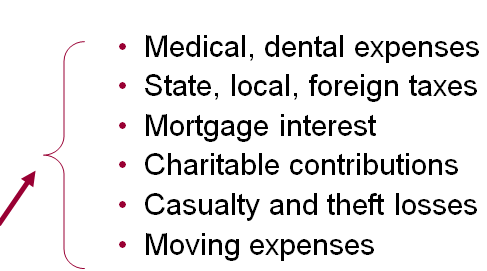 • Medical, dental expenses
• State, local, foreign taxes
• Mortgage interest
• Charitable contributions
• Casualty and theft losses
• Moving expenses